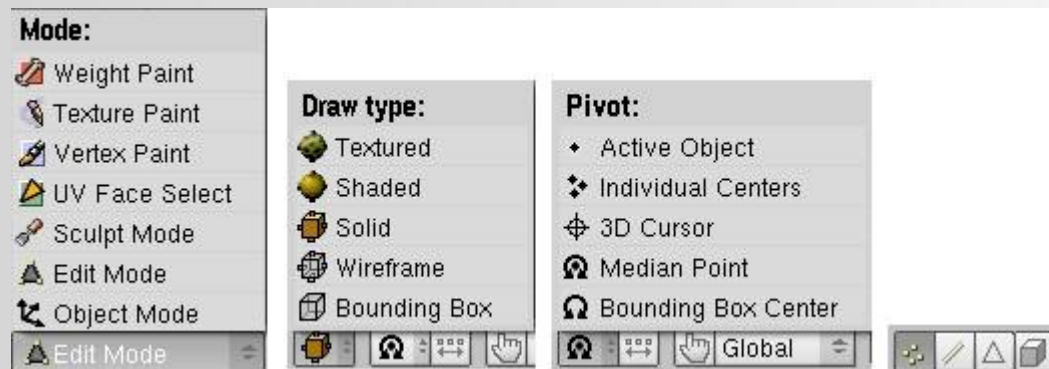 Mode:
Weight Paint
Texture Paint
Vertex Paint
UV Face Select
Sculpt Mode
Edit Mode
Object Mode
Edit Mode
Draw type:
Textured
Shaded
Solid
Wireframe
Bounding Box
Pivot:
Active Object
Individual Centers
3D Cursor
Median Point
Bounding Box Center
Global